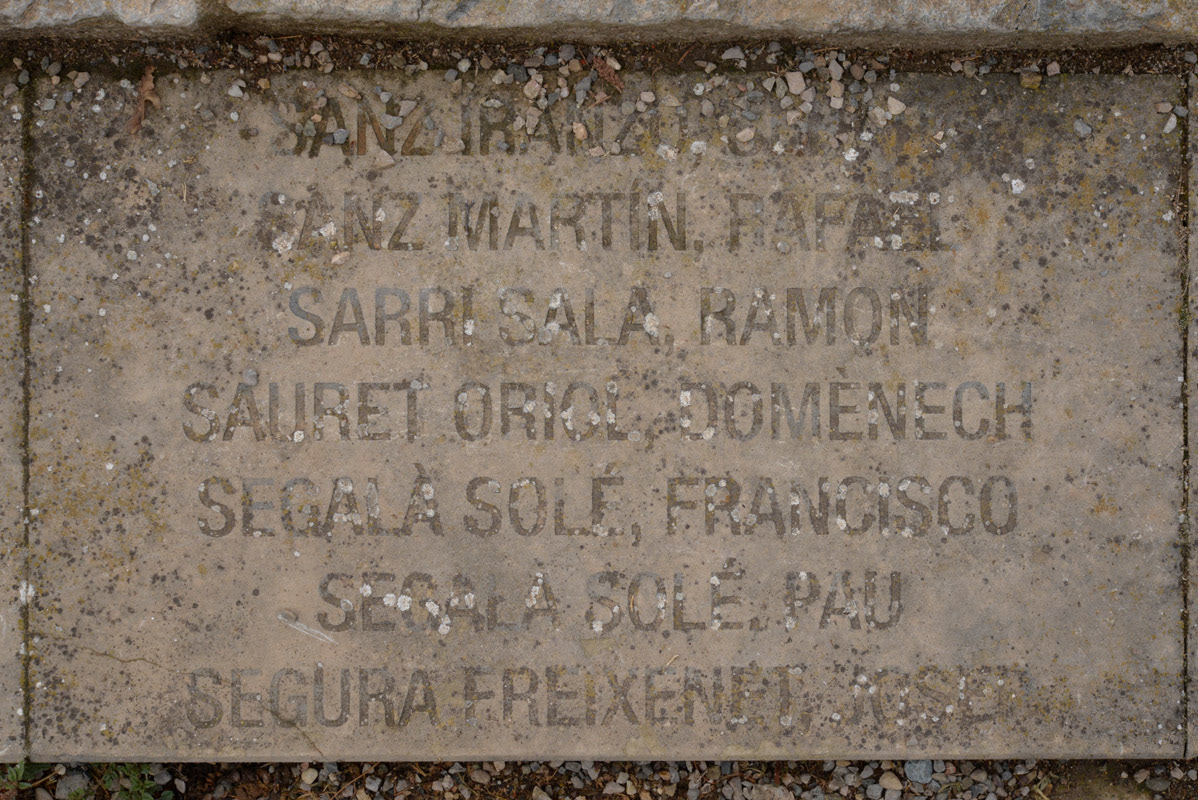 SANZ IRANZO,
SANZ MARTÍN, RAFAEL
SARRI SALA, RAMON
SAURET ORIOL, DOMÈNECH
SEGALÀ SOLÉ, FRANCISCO
SEGALÀ SOLÉ, PAU
SEGURA FREIXENET, JOSEP